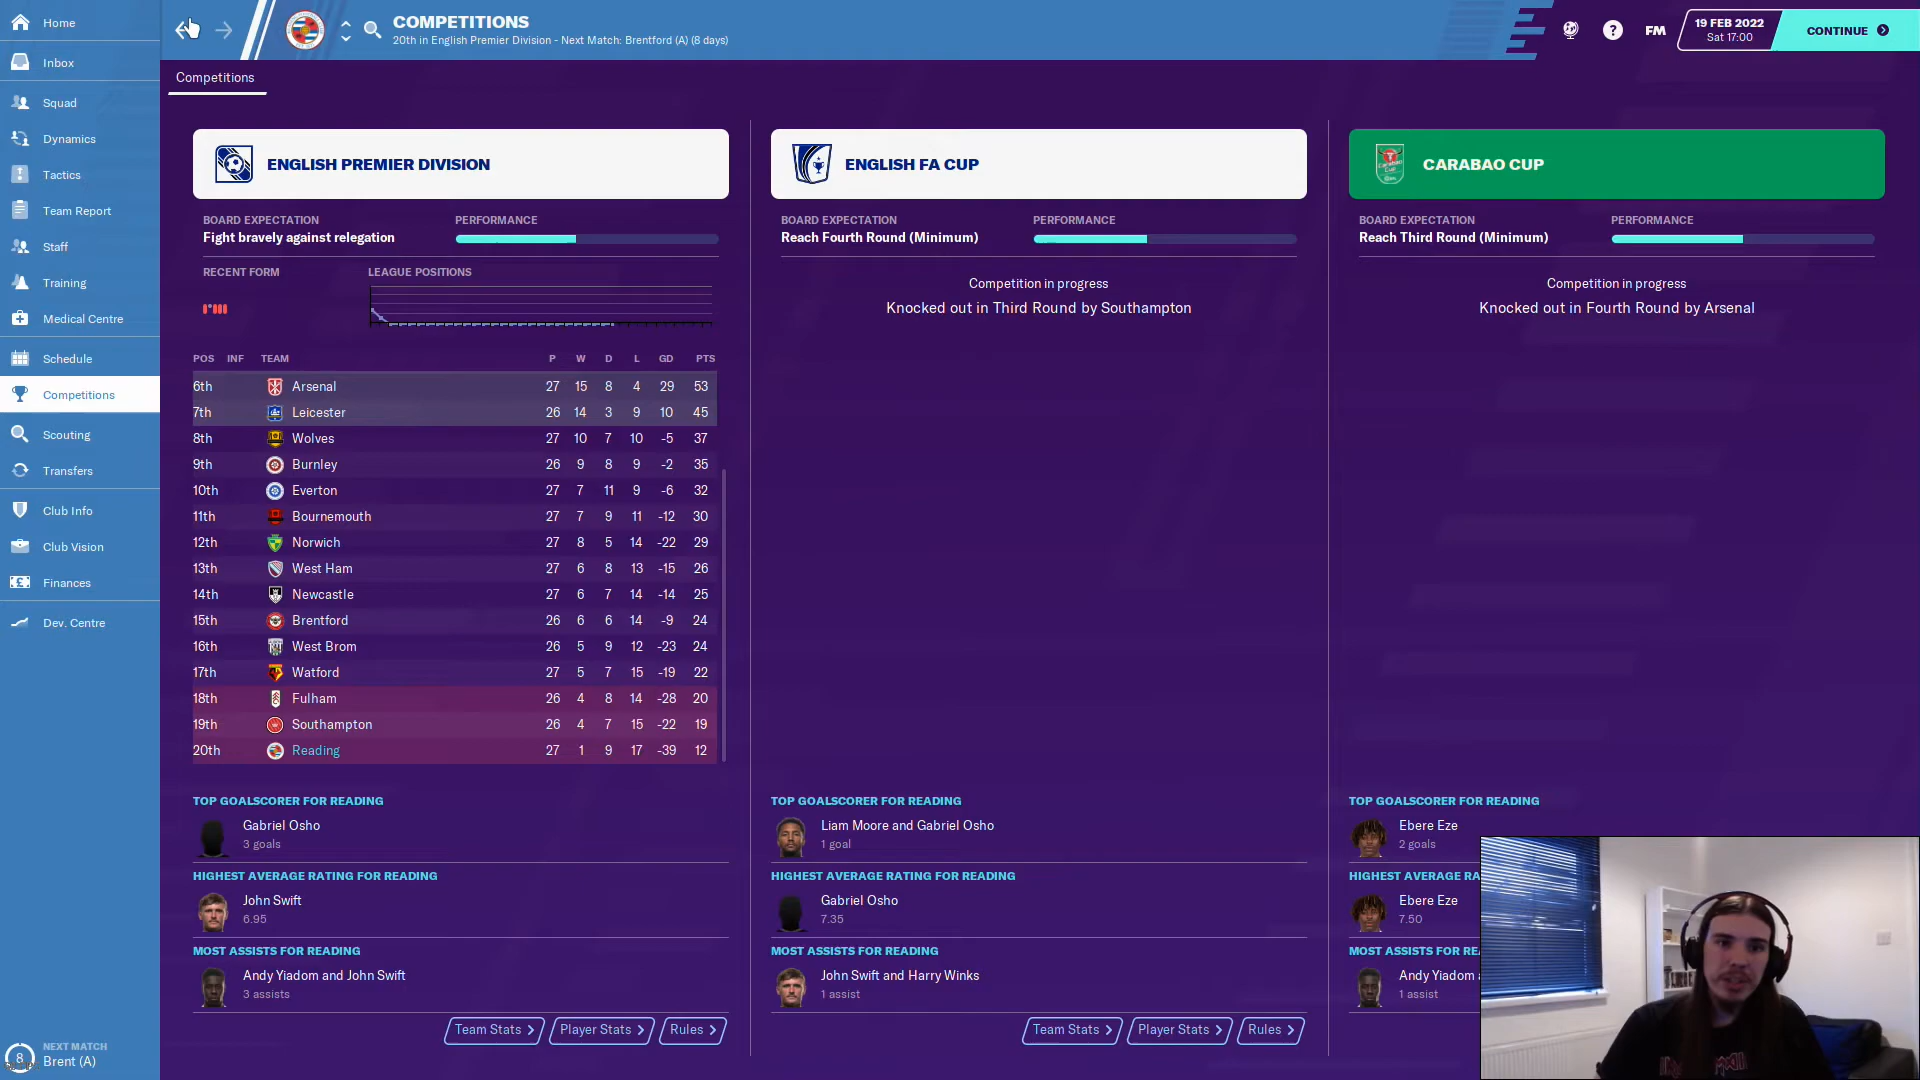 Home
Inbox
Squad
Dynamics
Tactics
Team Report
Staff
Training
Medical Centre
Schedule
Competitions
Scouting
Transfers
Club Info
Club Vision
Finances
Dev. Centre
8
NEXT MATCH
Brent (A)
COMPETITIONS
20th in English Premier Division - Next Match: Brentford (A) (8 days)
?
FM
19 FEB 2022
Sat 17:00
CONTINUE
Competitions
ENGLISH PREMIER DIVISION
BOARD EXPECTATION PERFORMANCE
Fight bravely against relegation
RECENT FORM LEAGUE POSITIONS
POS INF TEAM P W D L GD PTS
6th Arsenal 27 15 8 4 29 53
7th Leicester 26 14 3 9 10 45
8th Wolves 27 10 7 10 -5 37
9th Burnley 26 9 8 9 -2 35
10th Everton 27 7 11 9 -6 32
11th Bournemouth 27 7 9 11 -12 30
12th Norwich 27 8 5 14 -22 29
13th West Ham 27 6 8 13 -15 26
14th Newcastle 27 6 7 14 -14 25
15th Brentford 26 6 6 14 -9 24
16th West Brom 26 5 9 12 -23 24
17th Watford 27 5 7 15 -19 22
18th Fulham 26 4 8 14 -28 20
19th Southampton 26 4 7 15 -22 19
20th Reading 27 1 9 17 -39 12
TOP GOALSCORER FOR READING
Gabriel Osho
3 goals
HIGHEST AVERAGE RATING FOR READING
John Swift
6.95
MOST ASSISTS FOR READING
Andy Yiadom and John Swift
3 assists
Team Stats Player Stats Rules
ENGLISH FA CUP
BOARD EXPECTATION PERFORMANCE
Reach Fourth Round (Minimum)
Competition in progress
Knocked out in Third Round by Southampton
TOP GOALSCORER FOR READING
Liam Moore and Gabriel Osho
1 goal
HIGHEST AVERAGE RATING FOR READING
Gabriel Osho
7.35
MOST ASSISTS FOR READING
John Swift and Harry Winks
1 assist
Team Stats Player Stats Rules
CARABAO CUP
BOARD EXPECTATION PERFORMANCE
Reach Third Round (Minimum)
Competition in progress
Knocked out in Fourth Round by Arsenal
TOP GOALSCORER FOR READING
Ebere Eze
2 goals
HIGHEST AVERAGE RA
Ebere Eze
7.50
MOST ASSISTS FOR RE
Andy Yiadom
1 assist